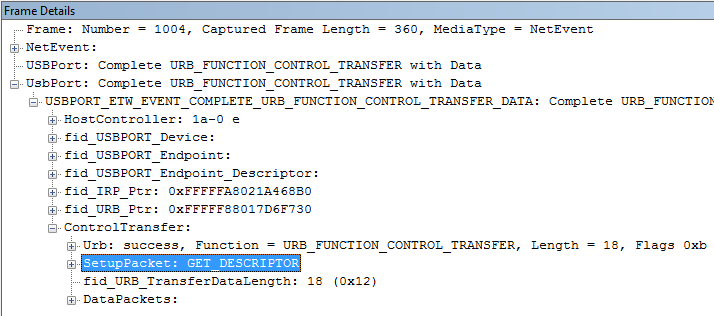 Frame Details
Frame: Number = 1004, Captured Frame Length = 360, MediaType = NetEvent
NetEvent:
USBPort: Complete URB_FUNCTION_CONTROL_TRANSFER with Data
UsbPort: Complete URB_FUNCTION_CONTROL_TRANSFER with Data
USBPORT_ETW_EVENT_COMPLETE_URB_FUNCTION_CONTROL_TRANSFER_DATA: Complete URB_FUNCTION
HostController: 1a-0 e
fid_USBPORT_Device:
fid_USBPORT_Endpoint:
fid_USBPORT_Endpoint_Descriptor:
fid_IRP_Ptr: 0xFFFFFA8021A468B0
fid_URB_Ptr: 0xFFFFF88017D6F730
ControlTransfer:
Urb: success, Function = URB_FUNCTION_CONTROL_TRANSFER, Length = 18, Flags 0xb
SetupPacket: GET_DESCRIPTOR
fid_URB_TransferDataLength: 18 (0x12)
DataPackets: